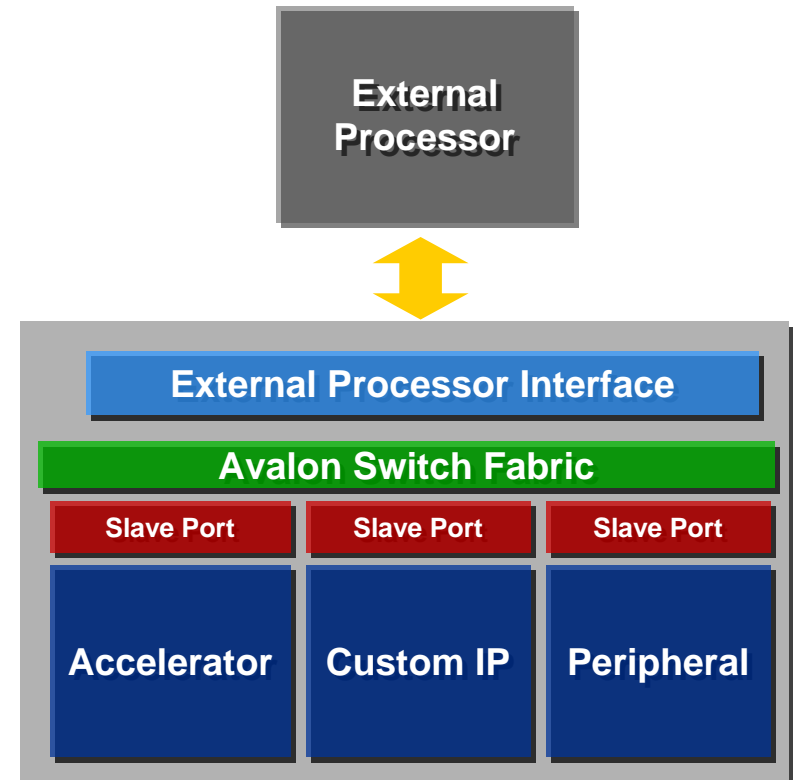 External
Processor
External Processor Interface
Avalon Switch Fabric
Slave Port
Slave Port
Slave Port
Accelerator
Custom IP
Peripheral